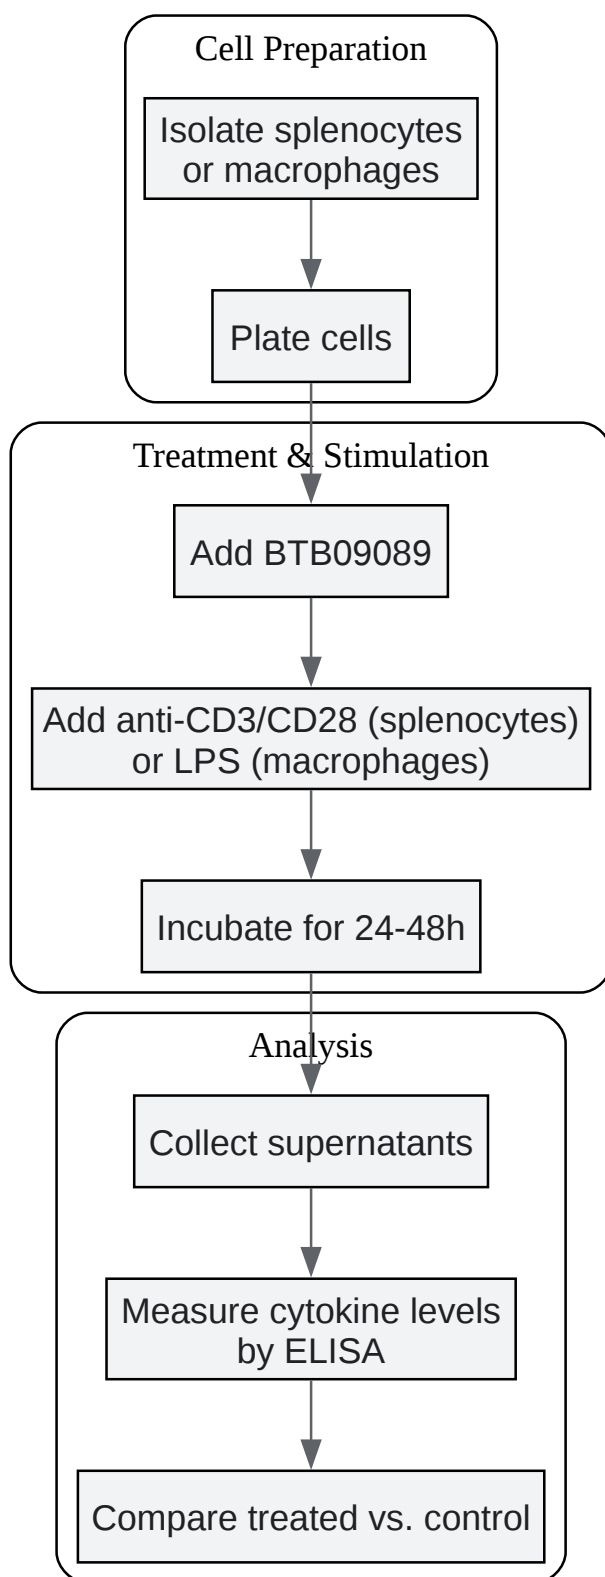 Cell Preparation
Isolate splenocytes
or macrophages
Plate cells
Treatment & Stimulation
Add BTB09089
Add anti-CD3/CD28 (splenocytes)
or LPS (macrophages)
Incubate for 24-48h
Analysis
Collect supernatants
Measure cytokine levels
by ELISA
Compare treated vs. control